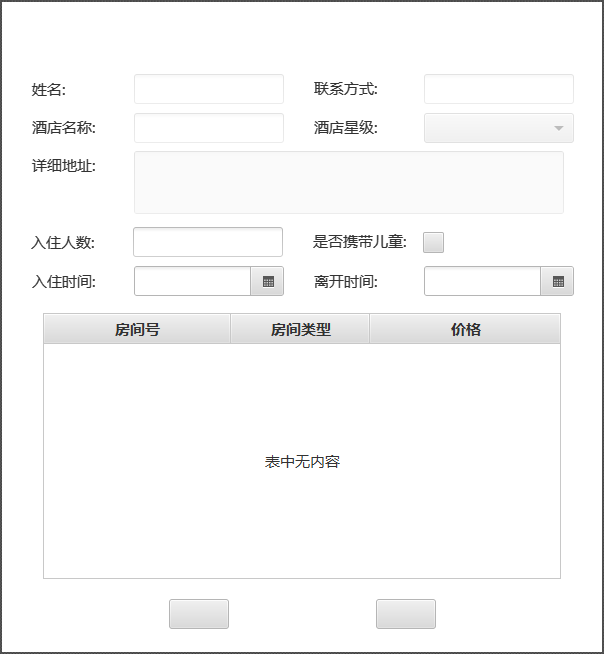 姓名: 联系方式:
酒店名称: 酒店星级:
详细地址:
入住人数: 是否携带儿童:
入住时间: 离开时间:
房间号 房间类型 价格
表中无内容